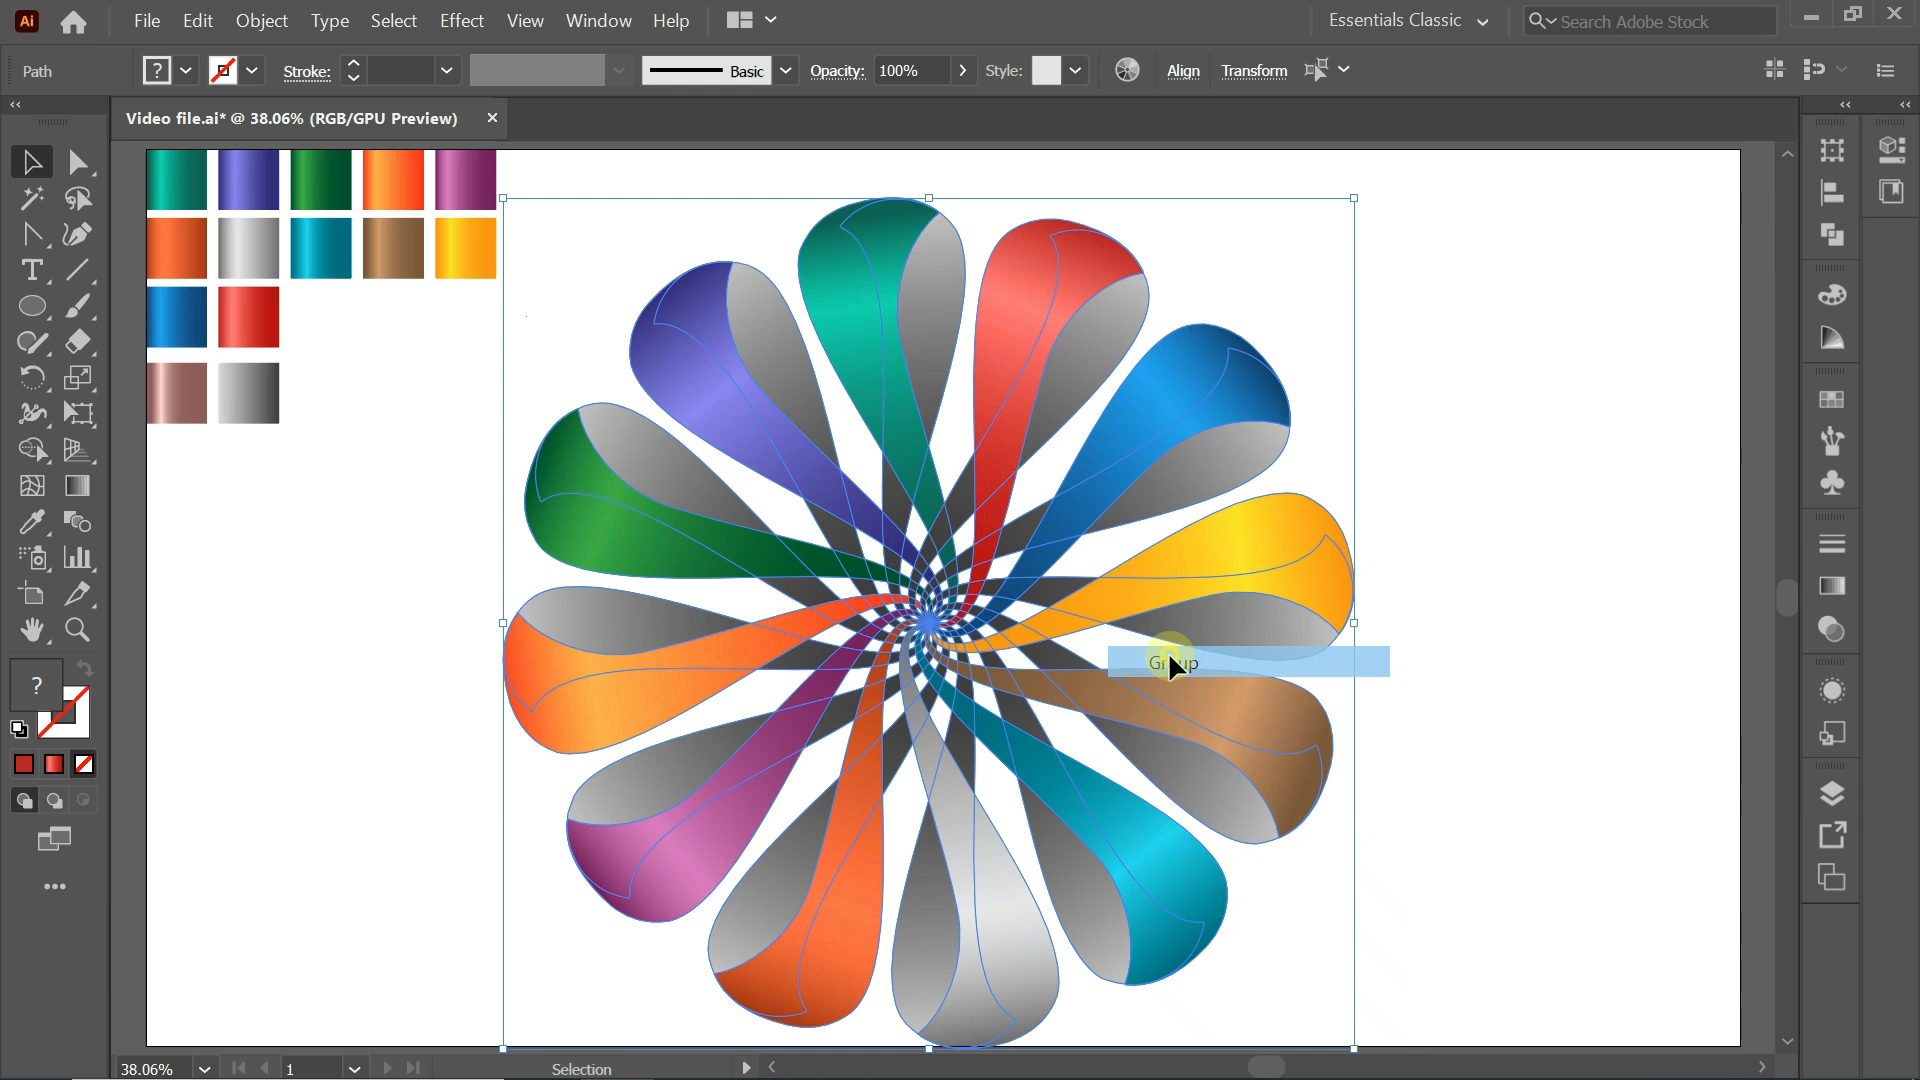 Ai File Edit Object Type Select Effect View Window Help Essentials Classic Search Adobe Stock
Path ? Stroke: Basic Opacity: 100% Style: Align Transform
Video file.ai* @ 38.06% (RGB/GPU Preview)
T
Group
?
38.06% 1 Selection